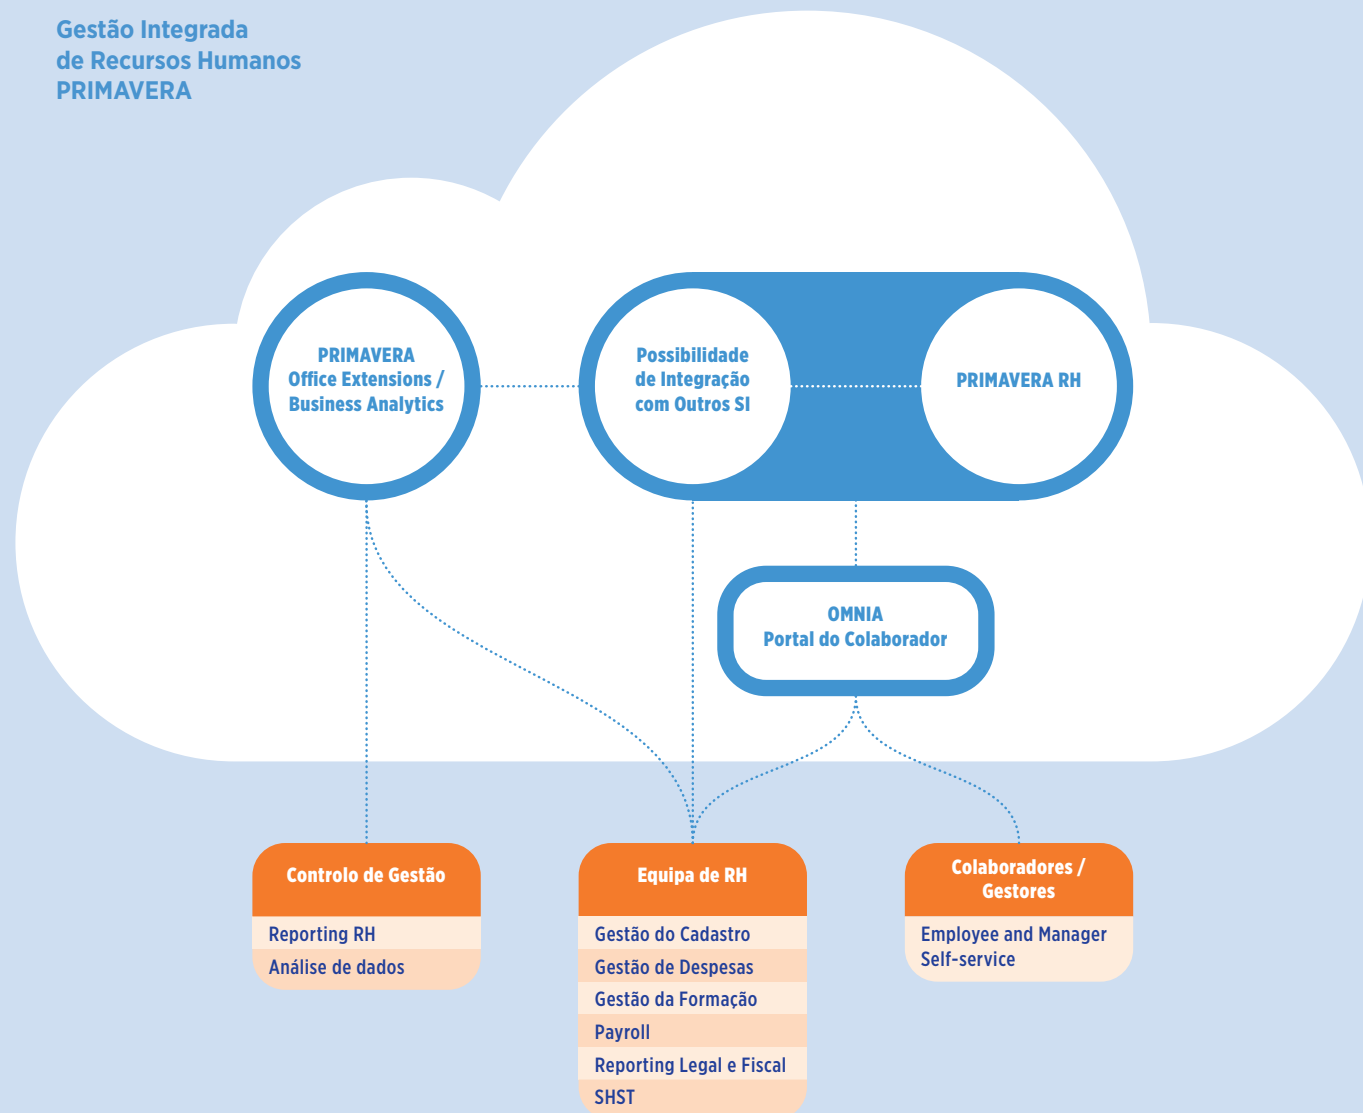 Gestão Integrada
de Recursos Humanos
PRIMAVERA
PRIMAVERA
Office Extensions /
Business Analytics
Possibilidade
de Integração
com Outros SI
PRIMAVERA RH
OMNIA
Portal do Colaborador
Controlo de Gestão
Reporting RH
Análise de dados
Equipa de RH
Gestão do Cadastro
Gestão de Despesas
Gestão da Formação
Payroll
Reporting Legal e Fiscal
SHST
Colaboradores /
Gestores
Employee and Manager
Self-service